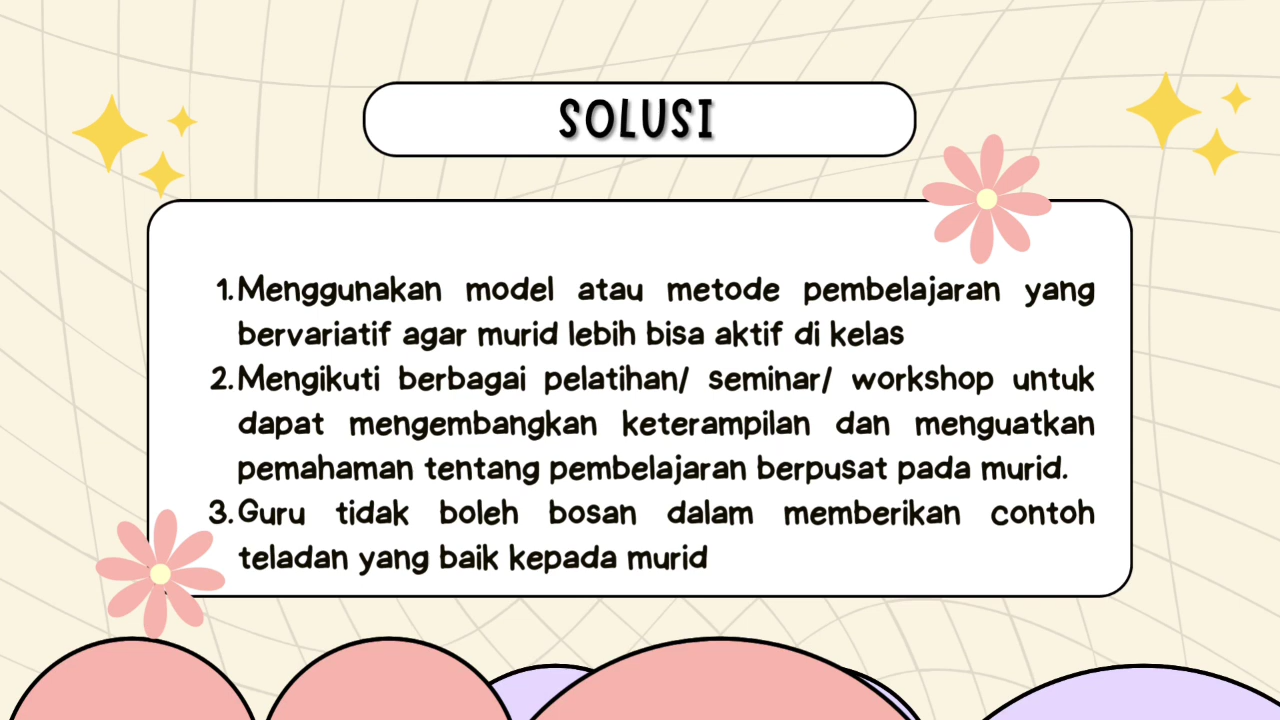 SOLUSI
1. Menggunakan model atau metode pembelajaran yang
bervariatif agar murid lebih bisa aktif di kelas
2. Mengikuti berbagai pelatihan/ seminar/ workshop untuk
dapat mengembangkan keterampilan dan menguatkan
pemahaman tentang pembelajaran berpusat pada murid.
3. Guru tidak boleh bosan dalam memberikan contoh
teladan yang baik kepada murid